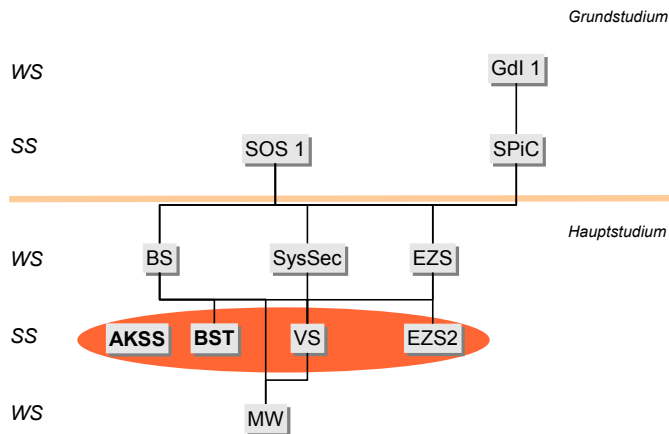 Grundstudium
WS GdI 1
SS SOS 1 SPiC
Hauptstudium
WS BS SysSec EZS
SS AKSS BST VS EZS2
WS MW